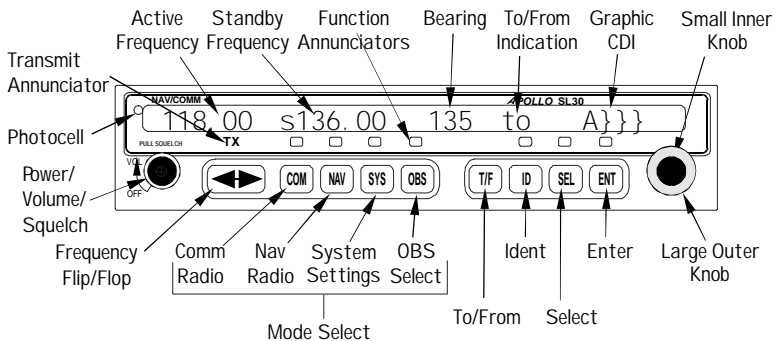 Active Frequency
Standby Frequency
Function Annunciators
Bearing
To/From Indication
Graphic CDI
Small Inner Knob
Transmit Annunciator
Photocell
Power/ Volume/ Squelch
NAV/COMM
APOLLO SL30
118.00 s136.00 135 to A}}}
PULL SQUELCH
TX
VOL
OFF
COM
NAV
SYS
OBS
T/F
ID
SEL
ENT
Frequency Flip/Flop
Comm Radio
Nav Radio
System Settings
OBS Select
Ident
Enter
Large Outer Knob
To/From
Select
Mode Select